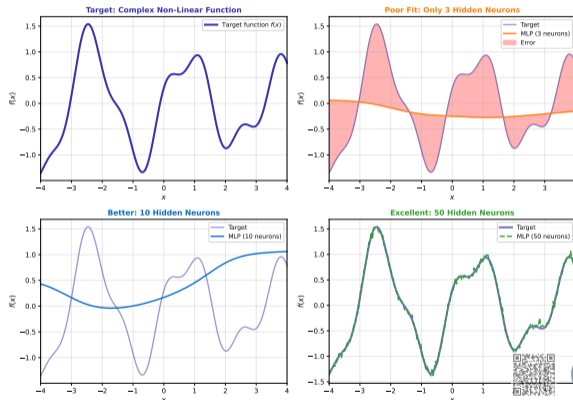 Target: Complex Non-Linear Function
Target function f(x)
1.5
1.0
0.5
0.0
−0.5
−1.0
f(x)
−4 −3 −2 −1 0 1 2 3 4
x
Poor Fit: Only 3 Hidden Neurons
Target
MLP (3 neurons)
Error
1.5
1.0
0.5
0.0
−0.5
−1.0
f(x)
−4 −3 −2 −1 0 1 2 3
x
Better: 10 Hidden Neurons
Target
MLP (10 neurons)
1.5
1.0
0.5
0.0
−0.5
−1.0
f(x)
−4 −3 −2 −1 0 1 2 3 4
x
Excellent: 50 Hidden Neurons
Target
MLP (50 neurons)
1.5
1.0
0.5
0.0
−0.5
−1.0
−1.5
f(x)
−4 −3 −2 −1 0 1 2
x